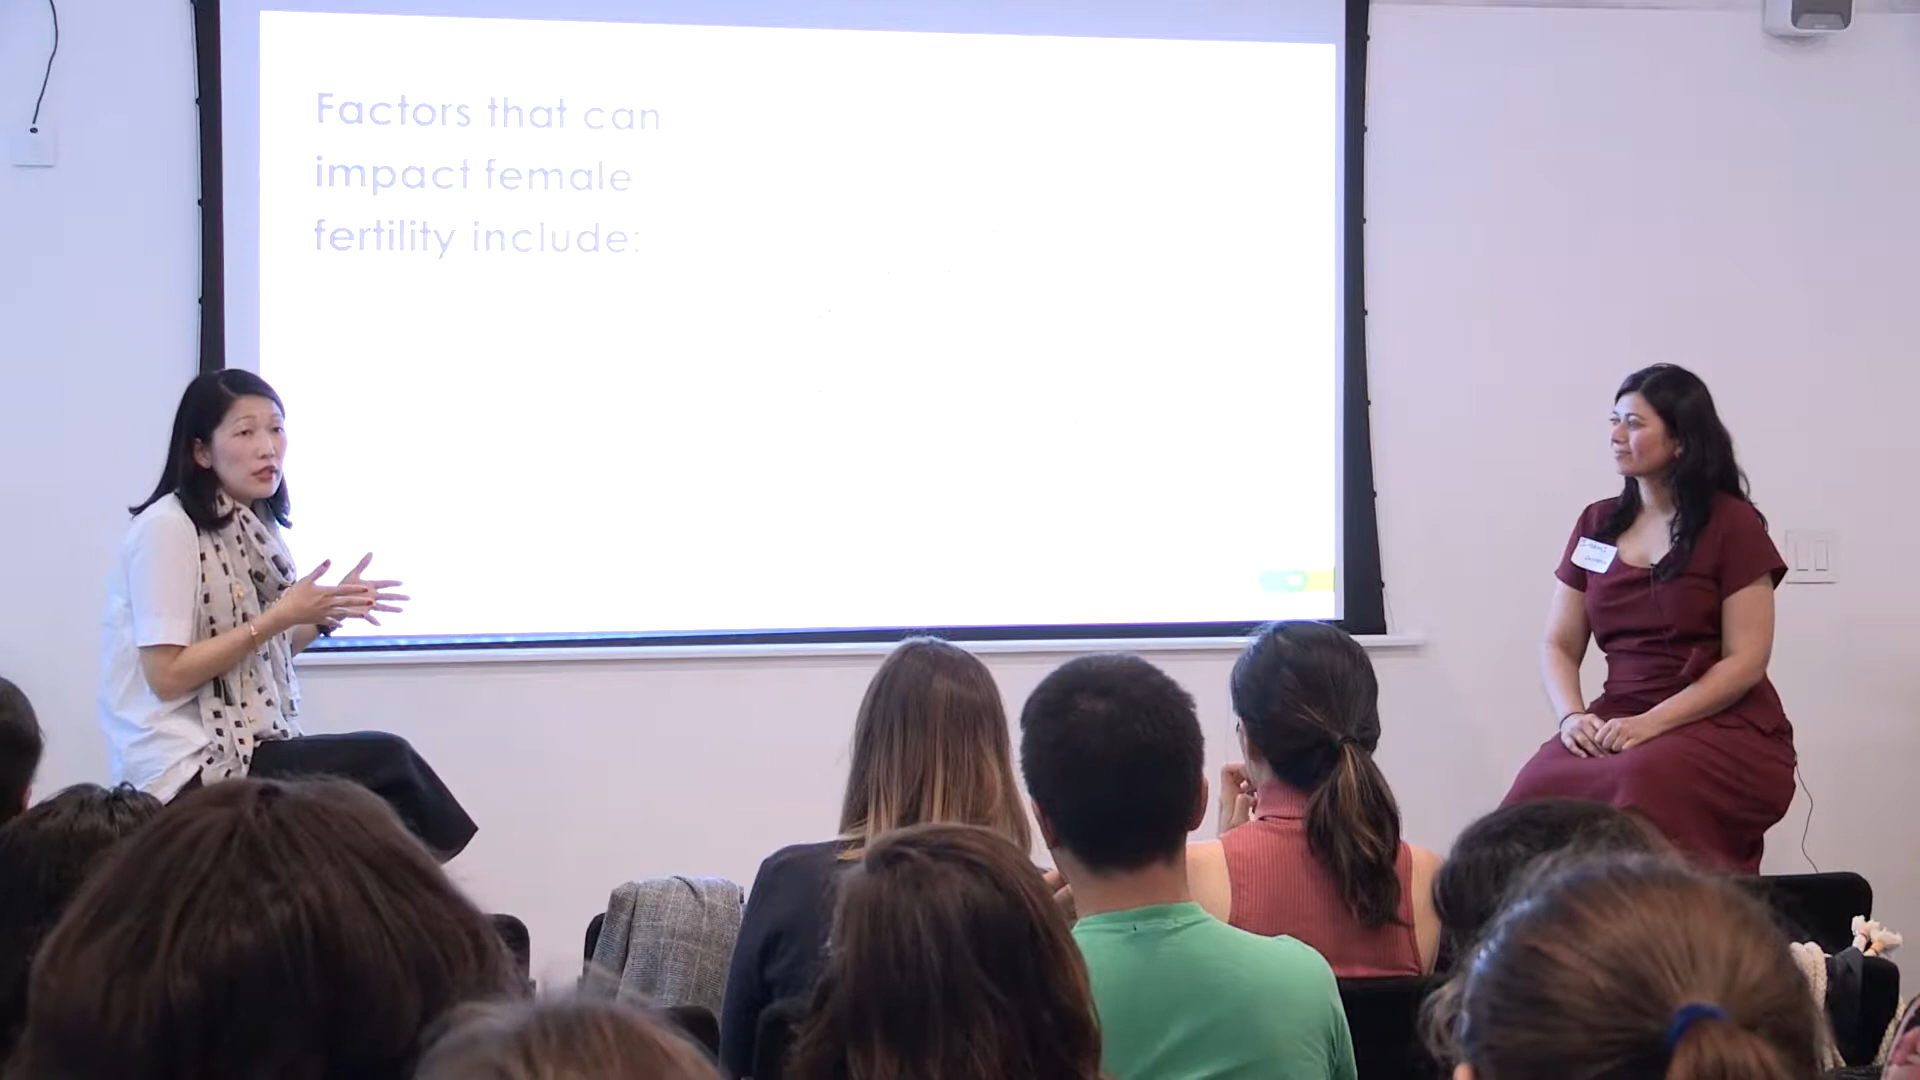 Factors that can
impact female
fertility include: